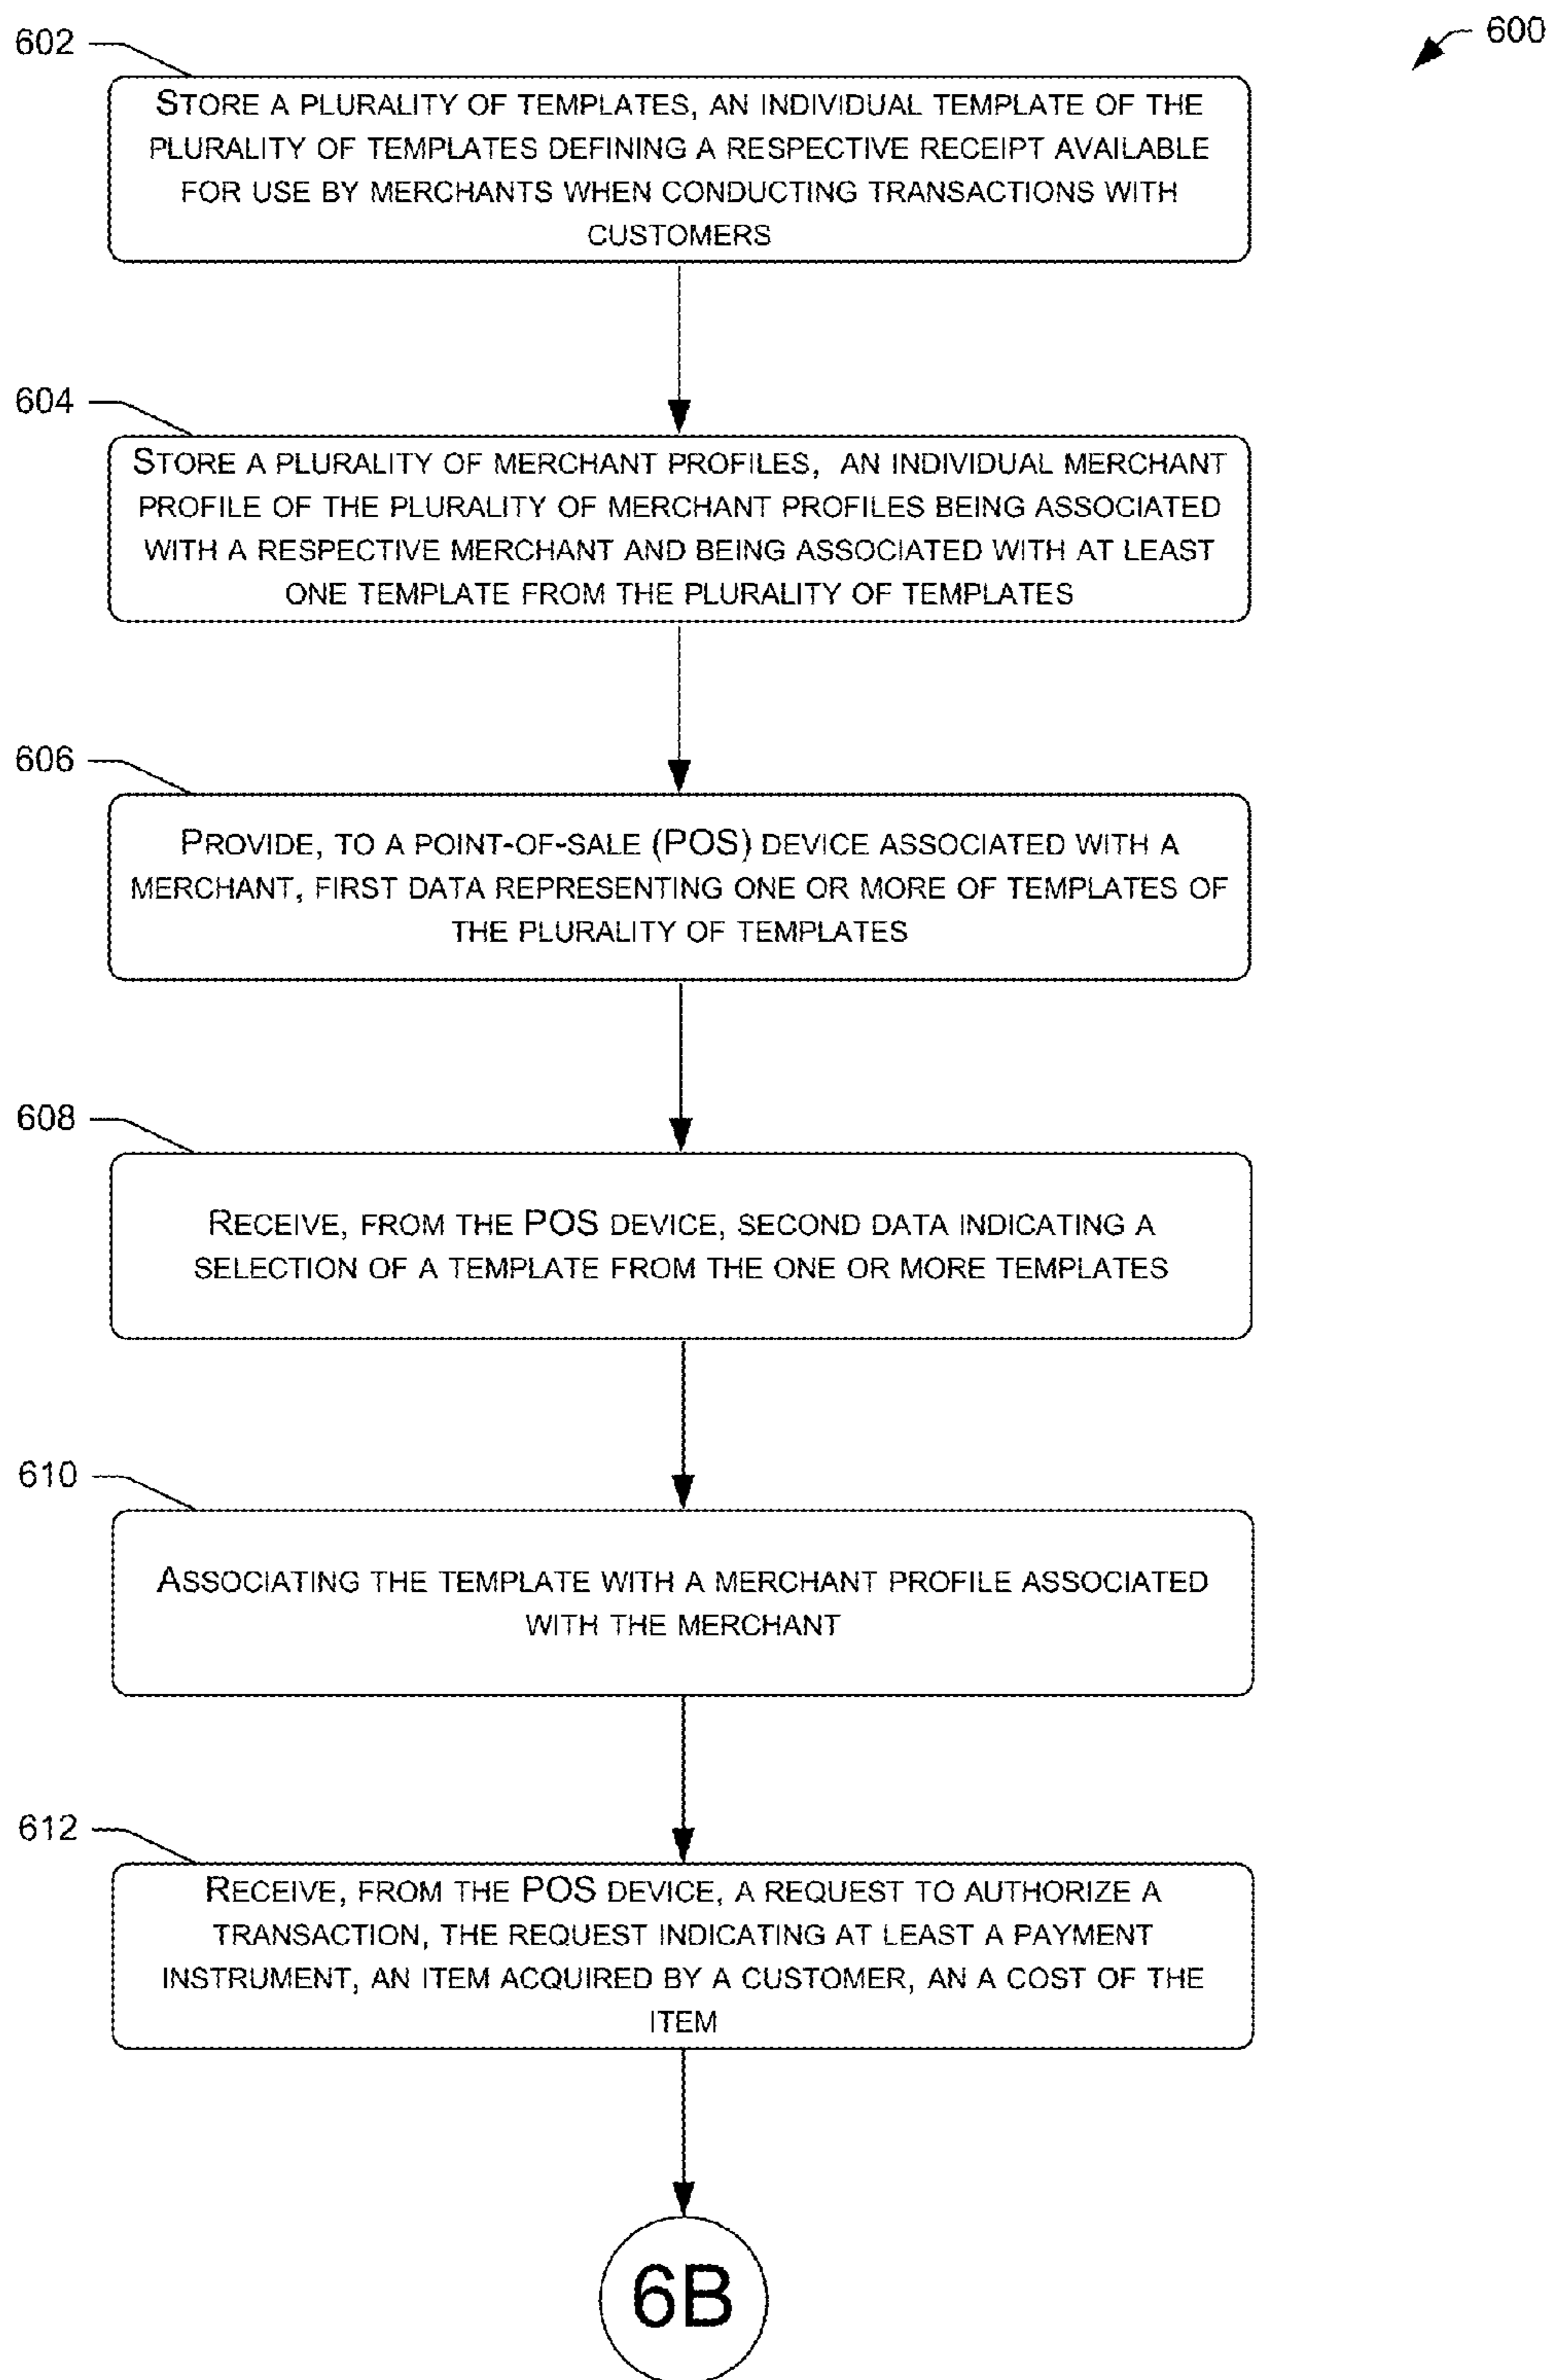 600
602
STORE A PLURALITY OF TEMPLATES, AN INDIVIDUAL TEMPLATE OF THE
PLURALITY OF TEMPLATES DEFINING A RESPECTIVE RECEIPT AVAILABLE
FOR USE BY MERCHANTS WHEN CONDUCTING TRANSACTIONS WITH
CUSTOMERS
604
STORE A PLURALITY OF MERCHANT PROFILES, AN INDIVIDUAL MERCHANT
PROFILE OF THE PLURALITY OF MERCHANT PROFILES BEING ASSOCIATED
WITH A RESPECTIVE MERCHANT AND BEING ASSOCIATED WITH AT LEAST
ONE TEMPLATE FROM THE PLURALITY OF TEMPLATES
606
PROVIDE, TO A POINT-OF-SALE (POS) DEVICE ASSOCIATED WITH A
MERCHANT, FIRST DATA REPRESENTING ONE OR MORE OF TEMPLATES OF
THE PLURALITY OF TEMPLATES
608
RECEIVE, FROM THE POS DEVICE, SECOND DATA INDICATING A
SELECTION OF A TEMPLATE FROM THE ONE OR MORE TEMPLATES
610
ASSOCIATING THE TEMPLATE WITH A MERCHANT PROFILE ASSOCIATED
WITH THE MERCHANT
612
RECEIVE, FROM THE POS DEVICE, A REQUEST TO AUTHORIZE A
TRANSACTION, THE REQUEST INDICATING AT LEAST A PAYMENT
INSTRUMENT, AN ITEM ACQUIRED BY A CUSTOMER, AN A COST OF THE
ITEM
6B